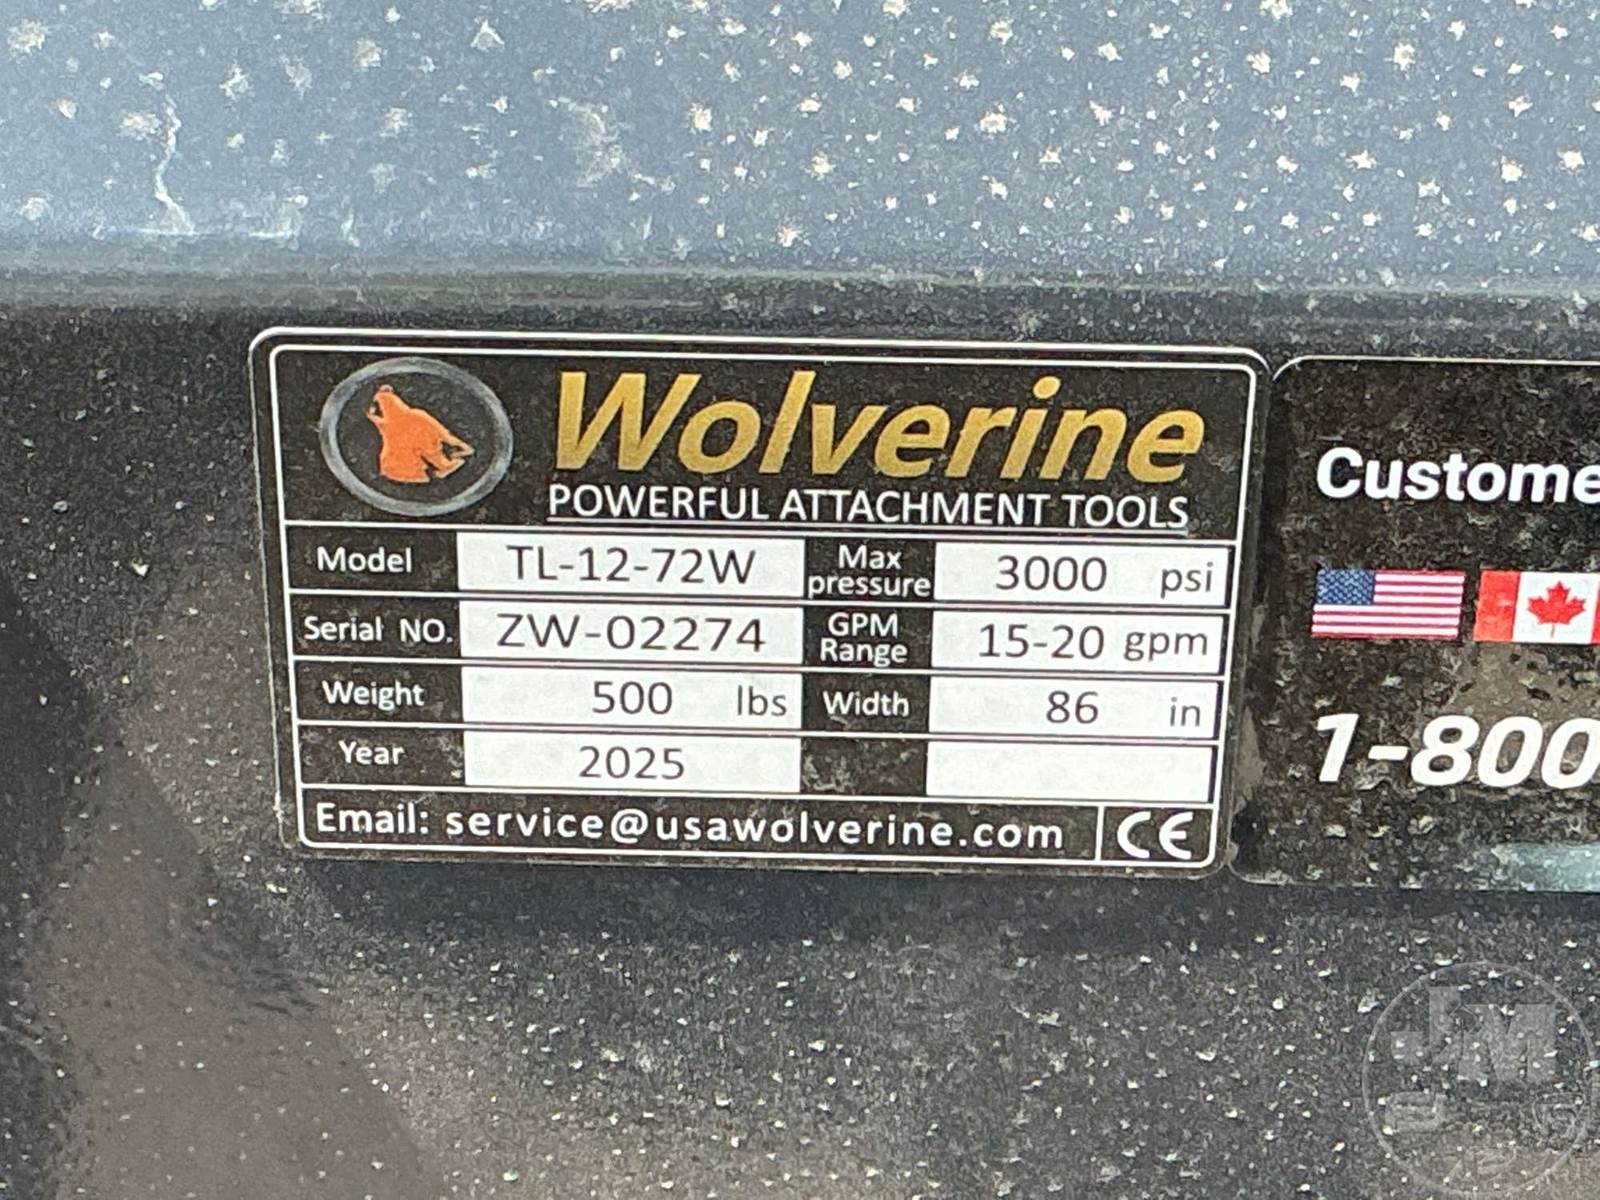 Wolverine
POWERFUL ATTACHMENT TOOLS
Model TL-12-72W Max pressure 3000 psi
Serial NO. ZW-02274 GPM Range 15-20 gpm
Weight 500 lbs Width 86 in
Year 2025
Email: service@usawolverine.com CE
1-800
JM